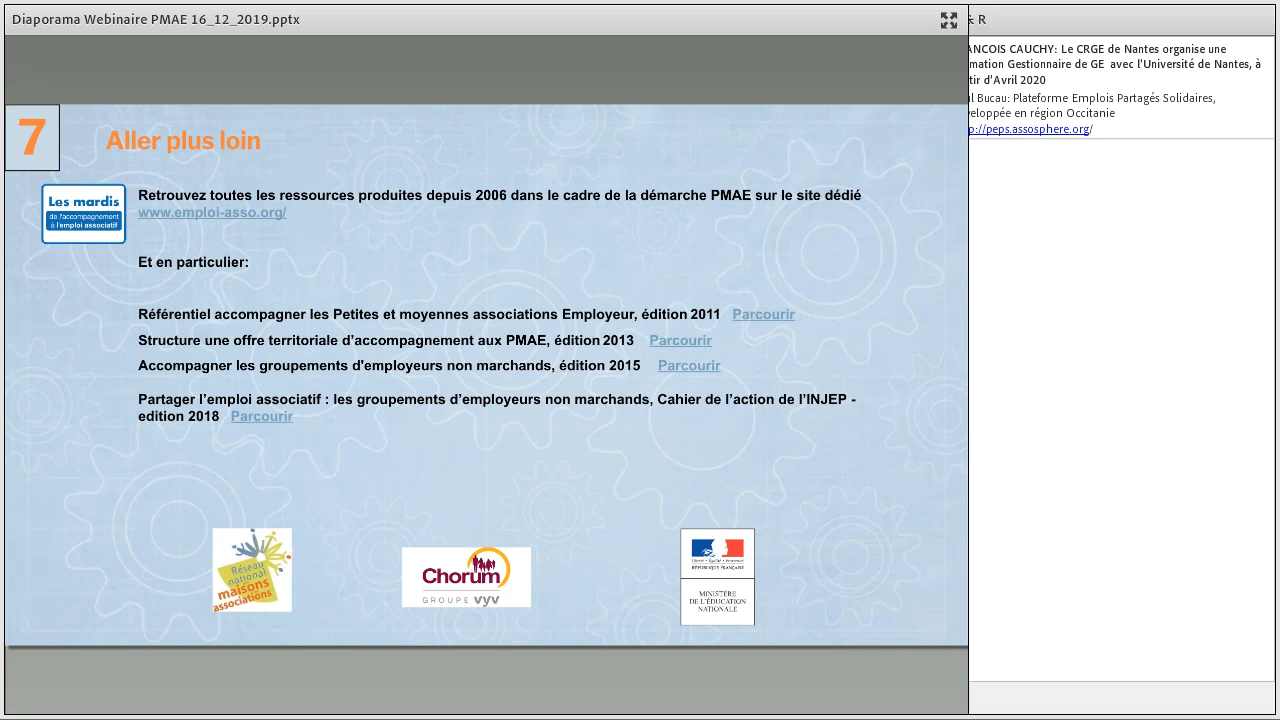 Diaporama Webinaire PMAE 16_12_2019.pptx
& R
ANCOIS CAUCHY: Le CRGE de Nantes organise une
mation Gestionnaire de GE avec l'Université de Nantes, à
tir d'Avril 2020
ul Bucau: Plateforme Emplois Partagés Solidaires,
veloppée en région Occitanie
p://peps.assosphere.org/
7
Aller plus loin
Les mardis
de l'accompagnement
à l'emploi associatif
Retrouvez toutes les ressources produites depuis 2006 dans le cadre de la démarche PMAE sur le site dédié
www.emploi-asso.org/
Et en particulier:
Référentiel accompagner les Petites et moyennes associations Employeur, édition 2011 Parcourir
Structure une offre territoriale d’accompagnement aux PMAE, édition 2013 Parcourir
Accompagner les groupements d'employeurs non marchands, édition 2015 Parcourir
Partager l’emploi associatif : les groupements d’employeurs non marchands, Cahier de l’action de l’INJEP -
edition 2018 Parcourir
Réseau
national
maisons
associations
Chorum
GROUPE vyv
Liberté • Égalité • Fraternité
RÉPUBLIQUE FRANÇAISE
MINISTÈRE
DE L'ÉDUCATION
NATIONALE